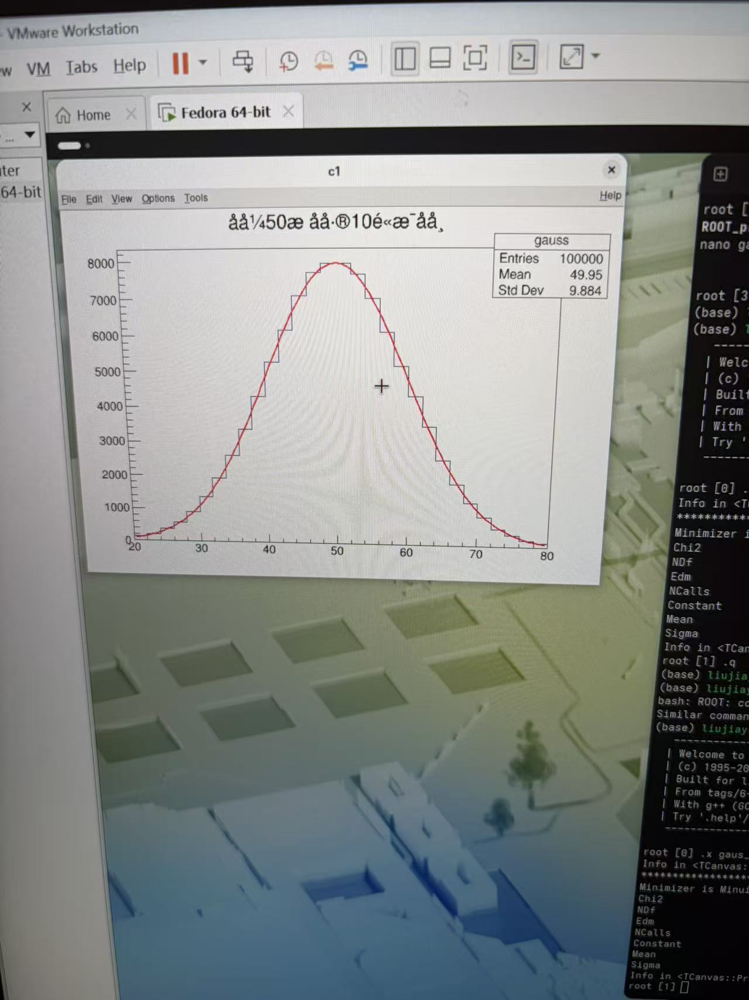 VMware Workstation
VM Tabs Help
Home
Fedora 64-bit
...
64-bit
c1
File Edit View Options Tools Help
åå¼50æ åå·®10é«æ¯åå¸
gauss
Entries 100000
Mean 49.95
Std Dev 9.884
8000
7000
6000
5000
4000
3000
2000
1000
0
20 30 40 50 60 70 80
root [
nano
root [3
(base)
(base)
| Welc
| (c)
| Built
| From
| With
| Try '
root [0] .
Info in <T
**********
Minimizer
Chi2
NDf
Edm
NCalls
Constant
Mean
Sigma
Info in <TCan
root [1] .q
(base) liujia
(base) liujiay
bash: ROOT: co
Similar comman
(base) liujiay
| Welcome to
| (c) 1995-20
| Built for l
| From tags/6-
| With g++ (GC
| Try '.help'/
root [0] .x gaus_
Info in <TCanvas:
******************
Minimizer is Minui
Chi2
NDf
Edm
NCalls
Constant
Mean
Sigma
Info in <TCanvas::Pr
root [1]